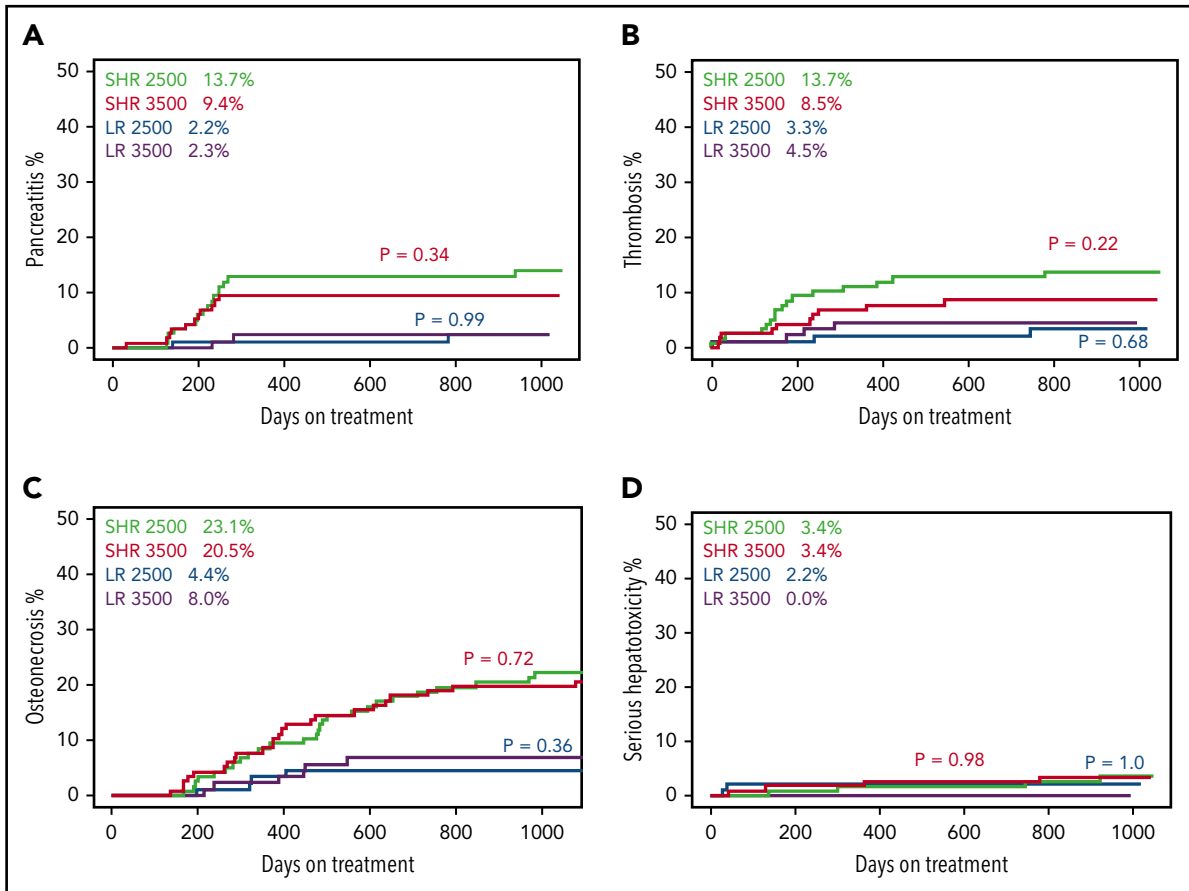 A
Pancreatitis %
50
40
30
20
10
0
SHR 2500 13.7%
SHR 3500 9.4%
LR 2500 2.2%
LR 3500 2.3%
P = 0.34
P = 0.99
0 200 400 600 800 1000
Days on treatment
B
Thrombosis %
50
40
30
20
10
0
SHR 2500 13.7%
SHR 3500 8.5%
LR 2500 3.3%
LR 3500 4.5%
P = 0.22
P = 0.68
0 200 400 600 800 1000
Days on treatment
C
Osteonecrosis %
50
40
30
20
10
0
SHR 2500 23.1%
SHR 3500 20.5%
LR 2500 4.4%
LR 3500 8.0%
P = 0.72
P = 0.36
0 200 400 600 800 1000
Days on treatment
D
Serious hepatotoxicity %
50
40
30
20
10
0
SHR 2500 3.4%
SHR 3500 3.4%
LR 2500 2.2%
LR 3500 0.0%
P = 0.98
P = 1.0
0 200 400 600 800 1000
Days on treatment